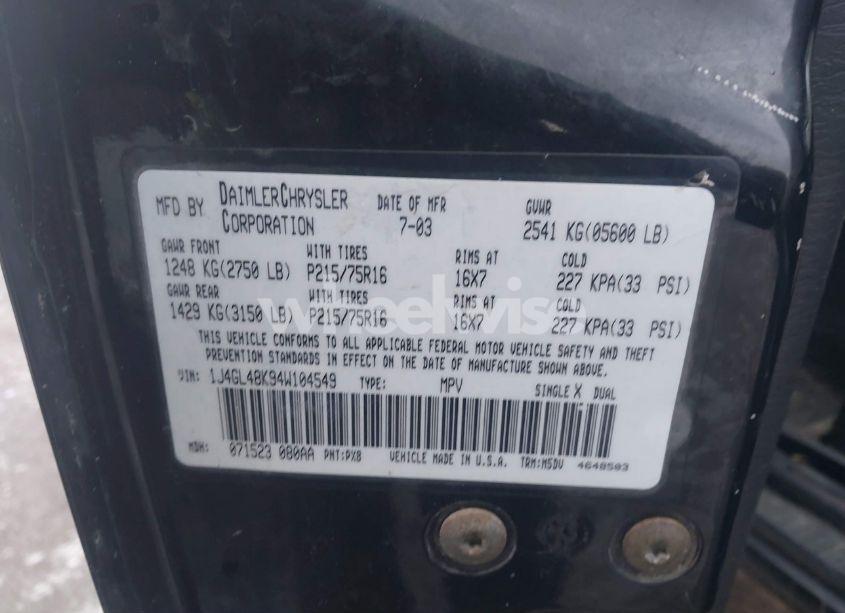 MFD BY DAIMLERCHRYSLER CORPORATION DATE OF MFR 7-03 GVWR 2541 KG(05600 LB)
GAWR FRONT WITH TIRES RIMS AT COLD
1248 KG(2750 LB) P215/75R16 16X7 227 KPA(33 PSI)
GAWR REAR WITH TIRES RIMS AT COLD
1429 KG(3150 LB) P215/75R16 16X7 227 KPA(33 PSI)
THIS VEHICLE CONFORMS TO ALL APPLICABLE FEDERAL MOTOR VEHICLE SAFETY AND THEFT
PREVENTION STANDARDS IN EFFECT ON THE DATE OF MANUFACTURE SHOWN ABOVE.
VIN: 1J4GL48K94W104549 TYPE: MPV SINGLE X DUAL
MDH: 071523 080AA PNT:PX8 VEHICLE MADE IN U.S.A. TRM:M5DV 4648503